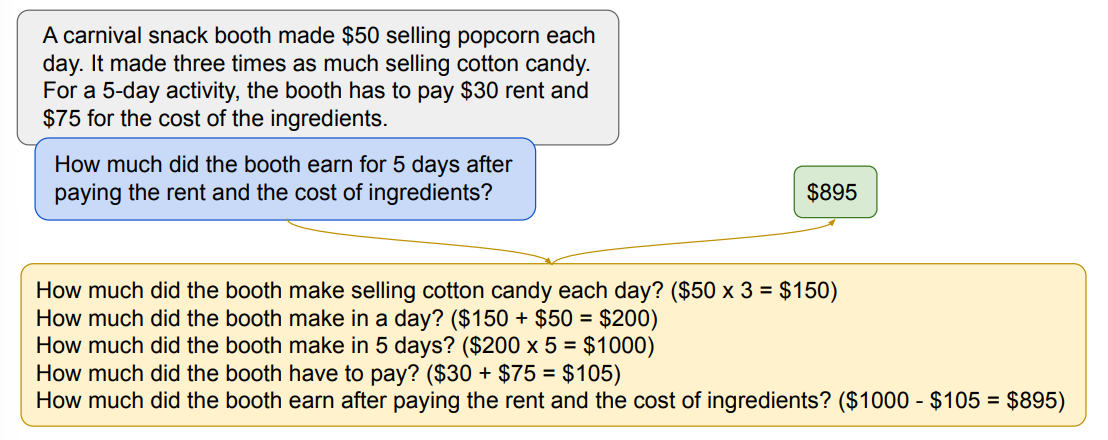 A carnival snack booth made $50 selling popcorn each
day. It made three times as much selling cotton candy.
For a 5-day activity, the booth has to pay $30 rent and
$75 for the cost of the ingredients.
How much did the booth earn for 5 days after
paying the rent and the cost of ingredients?
$895
How much did the booth make selling cotton candy each day? ($50 x 3 = $150)
How much did the booth make in a day? ($150 + $50 = $200)
How much did the booth make in 5 days? ($200 x 5 = $1000)
How much did the booth have to pay? ($30 + $75 = $105)
How much did the booth earn after paying the rent and the cost of ingredients? ($1000 - $105 = $895)